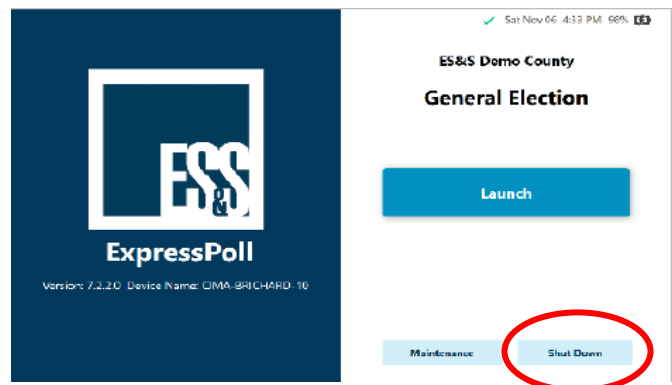 Sat Nov 06 4:33 PM 98%
ES&S Demo County
General Election
Launch
ES&S
ExpressPoll
Version: 7.2.2.0 Device Name: OMA-BRICHARD-10
Maintenance
Shut Down